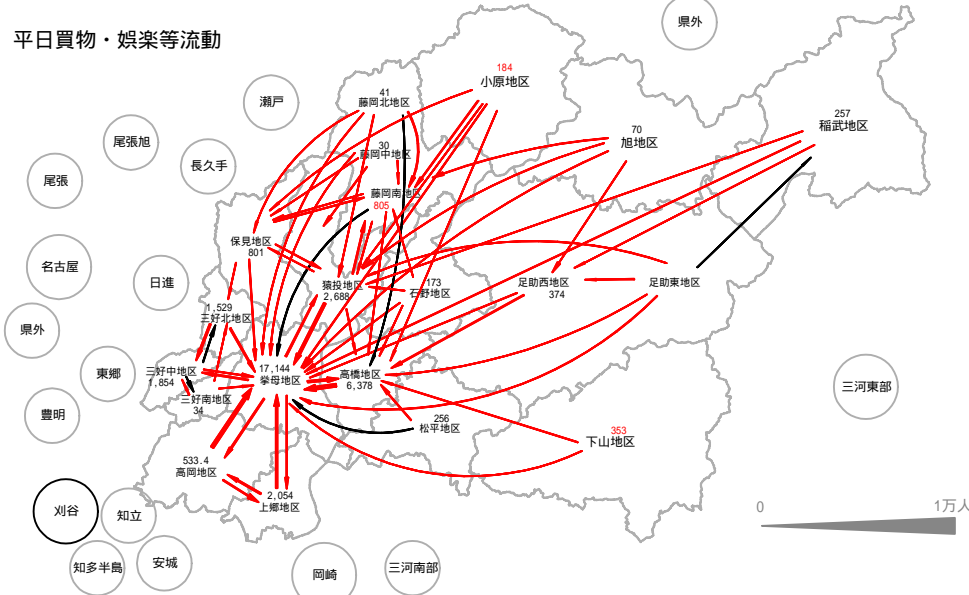 平日買物・娯楽等流動
県外
瀬戸
尾張旭
長久手
尾張
名古屋
日進
県外
東郷
豊明
刈谷
知立
知多半島
安城
岡崎
三河南部
三河東部
184
小原地区
41
藤岡北地区
30
藤岡中地区
藤岡南地区
805
70
旭地区
257
稲武地区
保見地区
801
猿投地区
2,688
173
石野地区
足助西地区
374
足助東地区
1,529
三好北地区
三好中地区
1,854
三好南地区
34
17,144
挙母地区
高橋地区
6,378
256
松平地区
353
下山地区
533.4
高岡地区
2,054
上郷地区
0
1万人